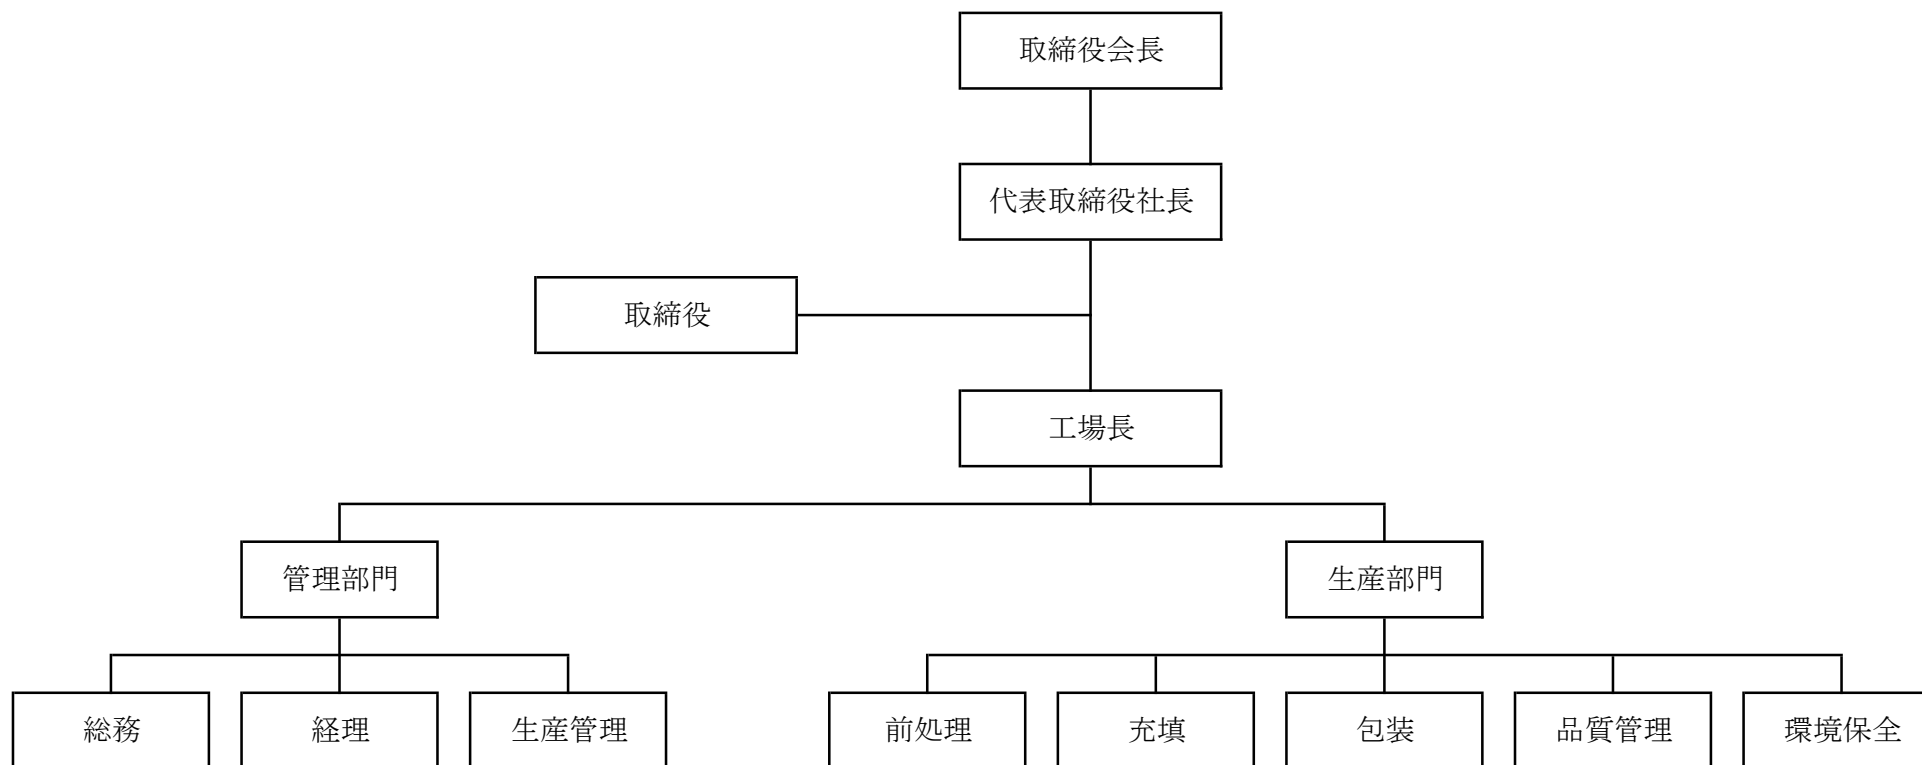 取締役会長
代表取締役社長
取締役
工場長
管理部門
生産部門
総務
経理
生産管理
前処理
充填
包装
品質管理
環境保全